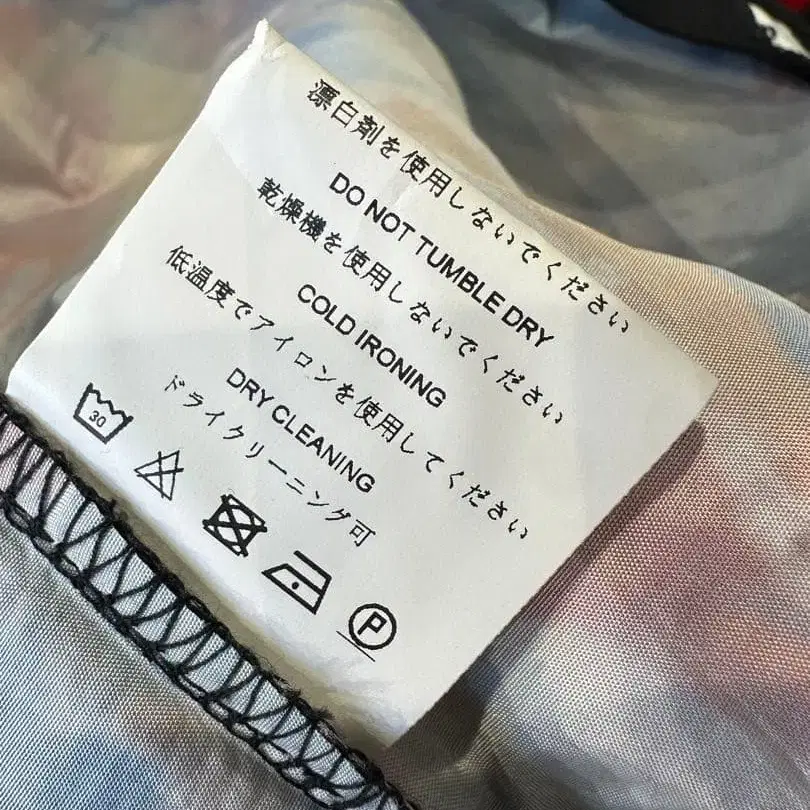 漂白剤を使用しないでください
DO NOT TUMBLE DRY
乾燥機を使用しないでください
COLD IRONING
低温度でアイロンを使用してください
DRY CLEANING
ドライクリーニング可
30
P